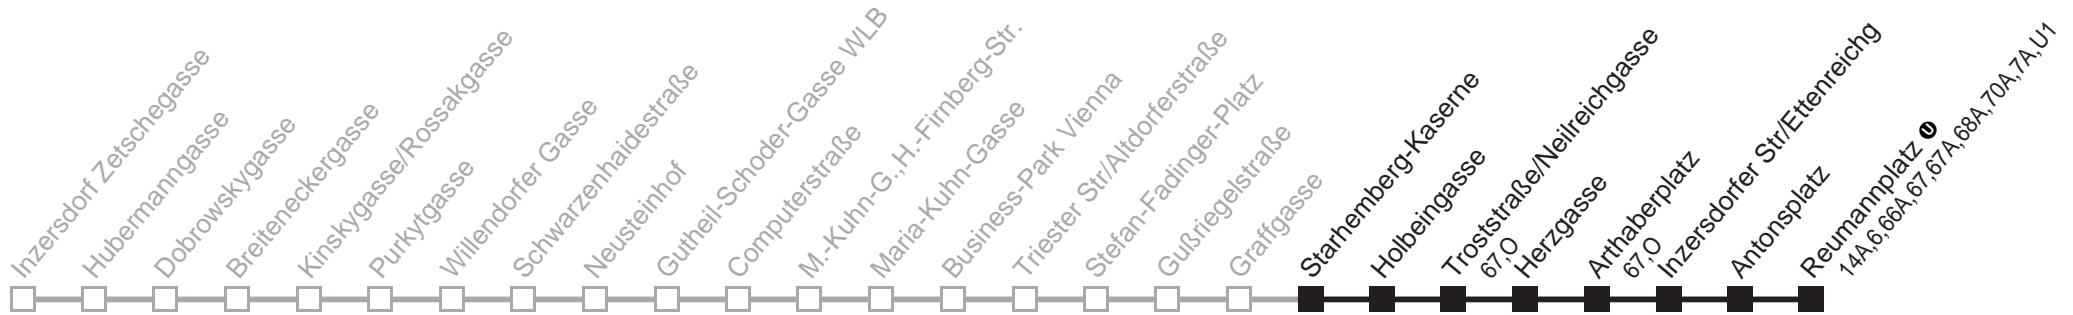 Inzersdorf Zetschegasse
Hubermanngasse
Dobrowskygasse
Breiteneckergasse
Kinskygasse/Rossakgasse
Purkytgasse
Willendorfer Gasse
Schwarzenhaidestraße
Neusteinhof
Gutheil-Schoder-Gasse WLB
Computerstraße
M.-Kuhn-G.,H.-Firnberg-Str.
Maria-Kuhn-Gasse
Business-Park Vienna
Triester Str/Altdorferstraße
Stefan-Fadinger-Platz
Gußriegelstraße
Graffgasse
Starhemberg-Kaserne
Holbeingasse
Troststraße/Neilreichgasse
67,O
Herzgasse
Arthaberplatz
67,O
Inzersdorfer Str/Ettenreichg
Antonsplatz
Reumannplatz U
14A,6,66A,67,67A,68A,70A,7A,U1